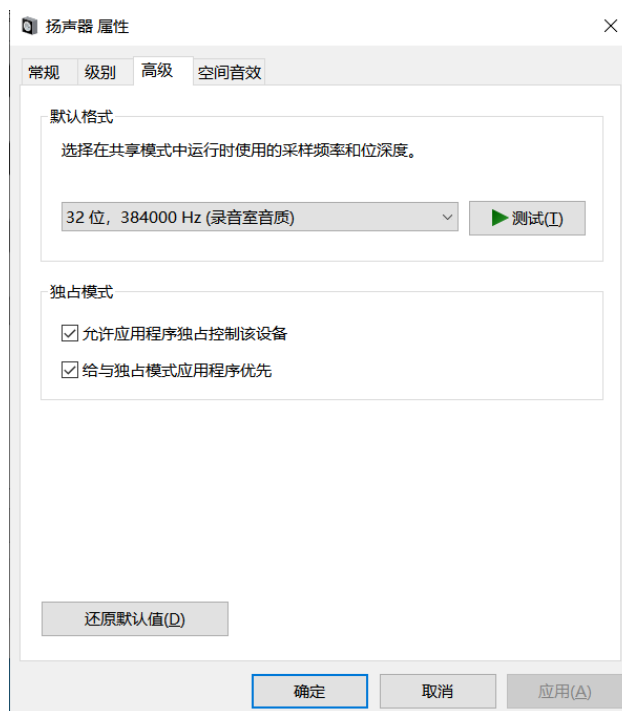 扬声器 属性
常规 级别 高级 空间音效
默认格式
选择在共享模式中运行时使用的采样频率和位深度。
32 位，384000 Hz (录音室音质) 测试(T)
独占模式
允许应用程序独占控制该设备
给与独占模式应用程序优先
还原默认值(D)
确定 取消 应用(A)